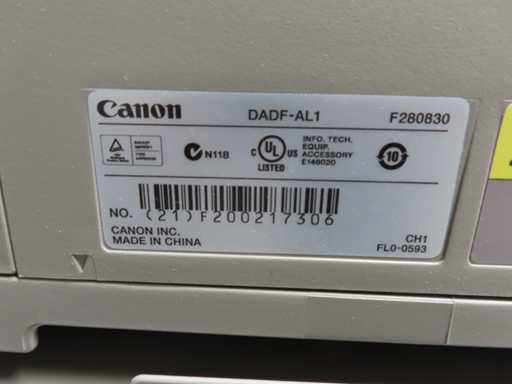 Canon DADF-AL1 F280830
N118
C UL US LISTED
INFO. TECH.
EQUIP.
ACCESSORY
E146020
10
NO. (21)F200217306
CANON INC.
MADE IN CHINA
CH1
FL0-0593